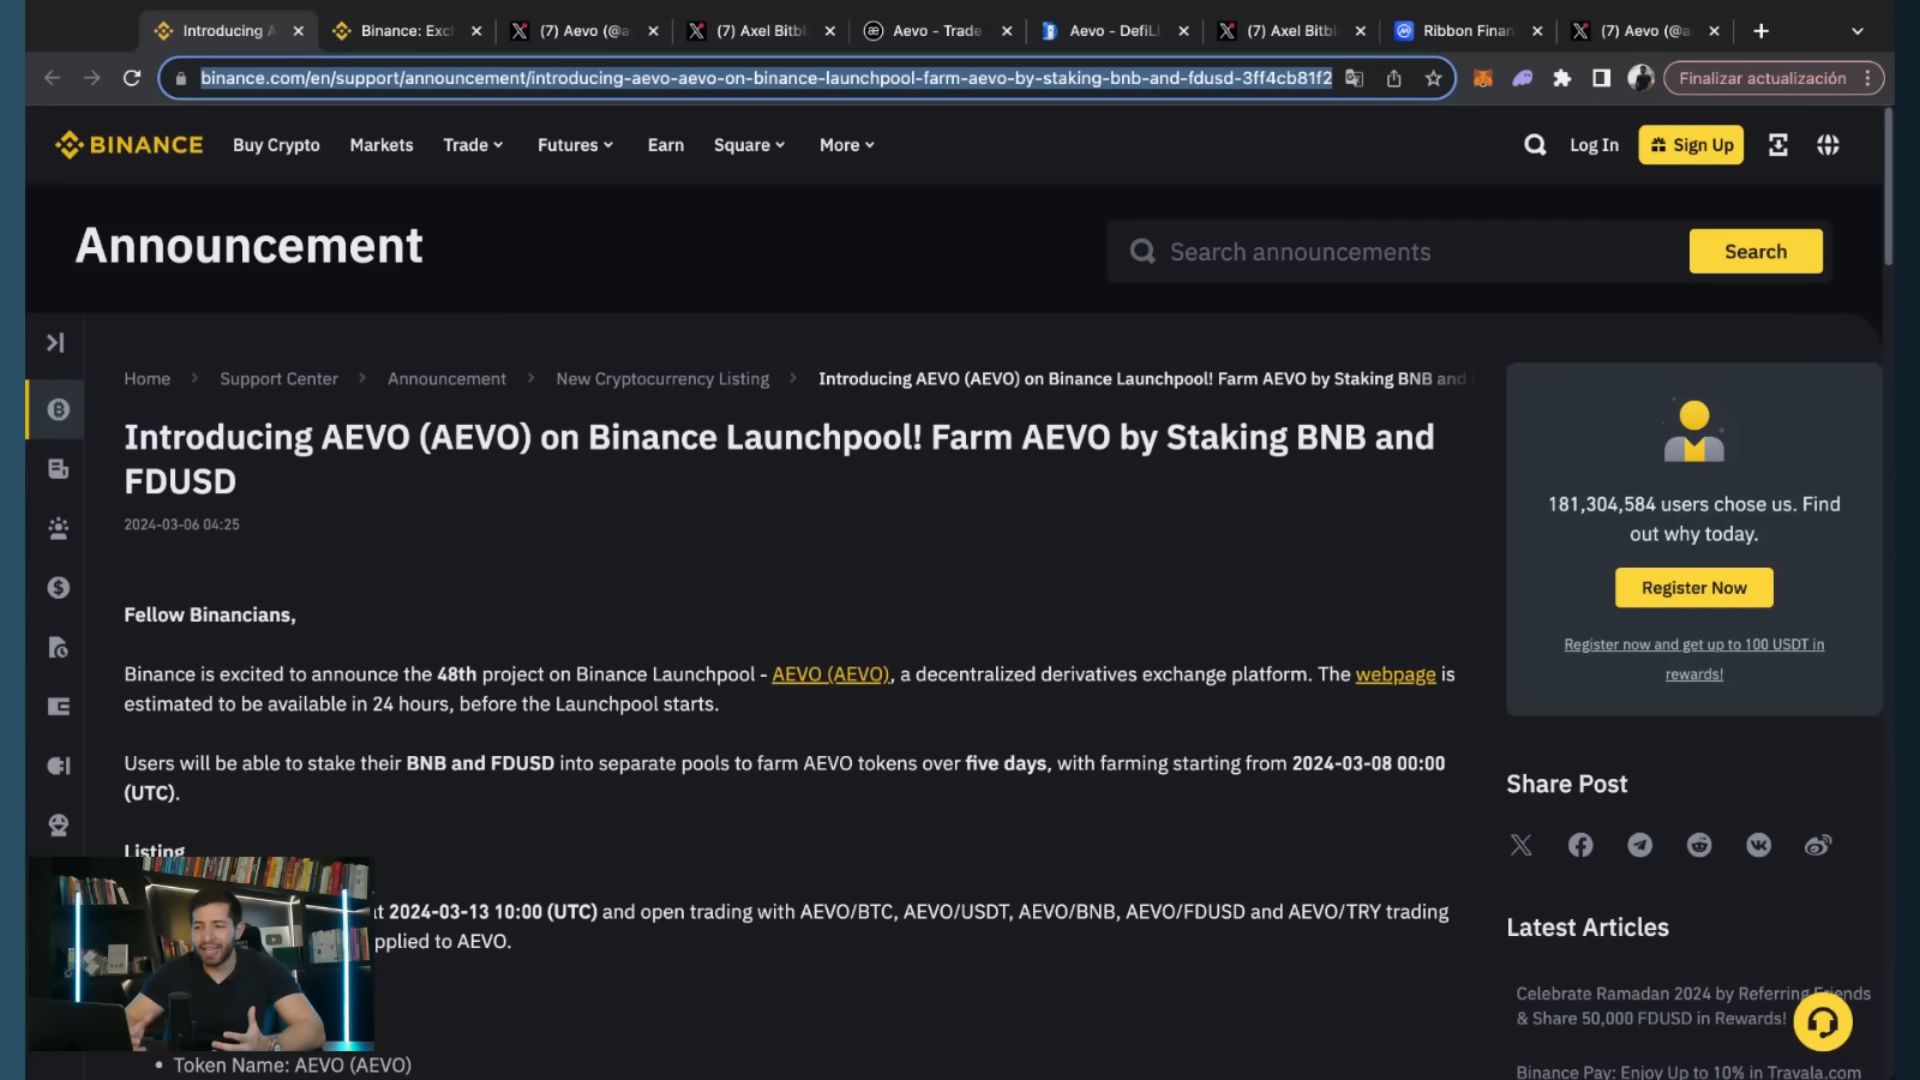 Introducing A
Binance: Exc
(7) Aevo (@a
(7) Axel Bitb
Aevo - Trade
Aevo - DefiLl
(7) Axel Bitbl
Ribbon Finan
(7) Aevo (@a
binance.com/en/support/announcement/introducing-aevo-aevo-on-binance-launchpool-farm-aevo-by-staking-bnb-and-fdusd-3ff4cb81f2
Finalizar actualización
BINANCE
Buy Crypto
Markets
Trade
Futures
Earn
Square
More
Log In
Sign Up
Announcement
Search announcements
Search
Home
Support Center
Announcement
New Cryptocurrency Listing
Introducing AEVO (AEVO) on Binance Launchpool! Farm AEVO by Staking BNB and
Introducing AEVO (AEVO) on Binance Launchpool! Farm AEVO by Staking BNB and
FDUSD
2024-03-06 04:25
Fellow Binancians,
Binance is excited to announce the 48th project on Binance Launchpool - AEVO (AEVO), a decentralized derivatives exchange platform. The webpage is
estimated to be available in 24 hours, before the Launchpool starts.
Users will be able to stake their BNB and FDUSD into separate pools to farm AEVO tokens over five days, with farming starting from 2024-03-08 00:00
(UTC).
Listing
2024-03-13 10:00 (UTC) and open trading with AEVO/BTC, AEVO/USDT, AEVO/BNB, AEVO/FDUSD and AEVO/TRY trading
pplied to AEVO.
• Token Name: AEVO (AEVO)
181,304,584 users chose us. Find
out why today.
Register Now
Register now and get up to 100 USDT in
rewards!
Share Post
Latest Articles
Celebrate Ramadan 2024 by Referring Friends
& Share 50,000 FDUSD in Rewards!
Binance Pay: Enjoy Up to 10% in Travala.com